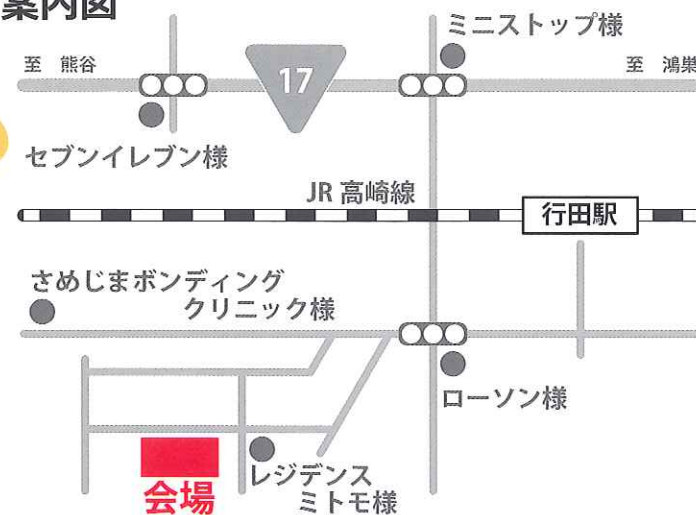 案内図
ミニストップ様
至 熊谷
17
至 鴻巣
セブンイレブン様
JR 高崎線
行田駅
さめじまボンディング
クリニック様
ローソン様
レジデンス
ミトモ様
会場